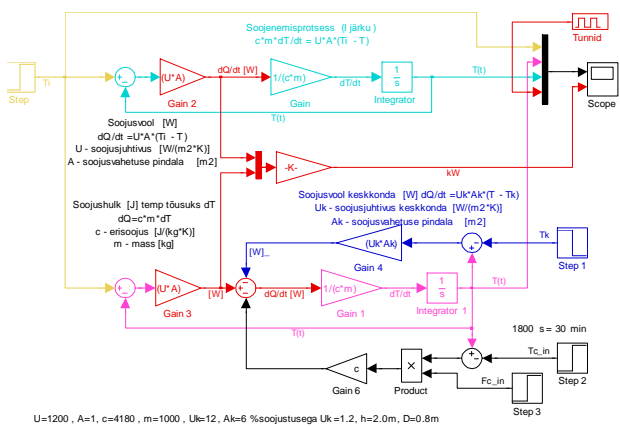 Soojenemisprotsess (I järku)
c*m*dT/dt = U*A*(Ti - T)
Tunnid
Step
Ti
(U*A)
Gain 2
dQ/dt [W]
1/(c*m)
Gain
dT/dt
1
s
Integrator
T(t)
T(t)
Scope
Soojusvool [W]
dQ/dt =U*A*(Ti - T)
U - soojusjuhtivus [W/(m2*K)]
A - soojusvahetuse pindala [m2]
-K-
kW
Soojushulk [J] temp tõusuks dT
dQ=c*m*dT
c - erisoojus [J/(kg*K)]
m - mass [kg]
Soojusvool keskkonda [W] dQ/dt =Uk*Ak*(T - Tk)
Uk - soojusjuhtivus keskkonda [W/(m2*K)]
Ak - soojusvahetuse pindala [m2]
[W]_
(Uk*Ak)
Gain 4
Tk
Step 1
(U*A)
Gain 3
[W]
dQ/dt [W]
1/(c*m)
Gain 1
dT/dt
1
s
Integrator 1
T(t)
T(t)
1800 s= 30 min
c
Gain 6
×
Product
Tc_in
Step 2
Fc_in
Step 3
U=1200 , A=1, c=4180 , m=1000 , Uk=12, Ak=6 %soojustusega Uk =1.2, h=2.0m, D=0.8m